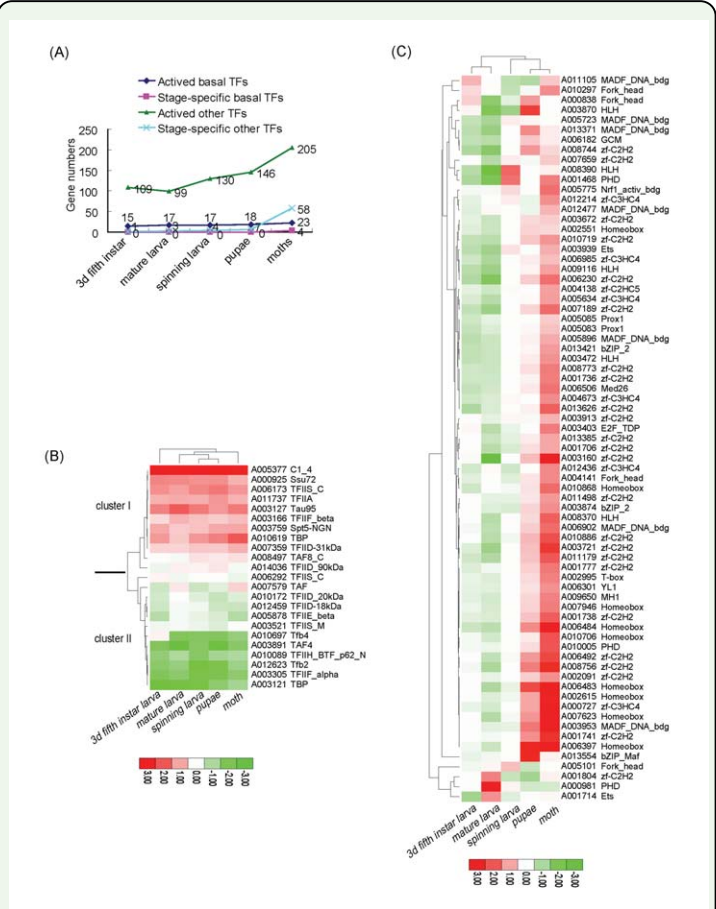 (A)
Actived basal TFs
Stage-specific basal TFs
Actived other TFs
Stage-specific other TFs
Gene numbers
250
200
150
100
50
0
109
99
130
146
205
58
15
17
17
18
23
0
0
4
3d fifth instar
mature larva
spinning larva
pupae
moths
(B)
cluster I
cluster II
A005377 C1_4
A000925 Ssu72
A006173 TFIIS_C
A011737 TFIIA
A003127 Tau95
A003166 TFIIF_beta
A003759 Spt5-NGN
A010619 TBP
A007359 TFIID-31kDa
A008497 TAF8_C
A014036 TFIID_90kDa
A006292 TFIIS_C
A007579 TAF
A010172 TFIID_20kDa
A012459 TFIID-18kDa
A005878 TFIIE_beta
A003521 TFIIS_M
A010697 Tfb4
A003891 TAF4
A010089 TFIIH_BTF_p62_N
A012623 Tfb2
A003305 TFIIF_alpha
A003121 TBP
3d fifth instar larva
mature larva
spinning larva
pupae
moth
3.00 2.00 1.00 0.00 -1.00 -2.00 -3.00
(C)
A011105 MADF_DNA_bdg
A010297 Fork_head
A000838 Fork_head
A003870 HLH
A005723 MADF_DNA_bdg
A013371 MADF_DNA_bdg
A006182 GCM
A008744 zf-C2H2
A007659 zf-C2H2
A008390 HLH
A001468 PHD
A005775 Nrf1_activ_bdg
A012214 zf-C3HC4
A012477 MADF_DNA_bdg
A003672 zf-C2H2
A002551 Homeobox
A010719 zf-C2H2
A003939 Ets
A006985 zf-C3HC4
A009116 HLH
A006230 zf-C2H2
A004138 zf-C2HC5
A005634 zf-C3HC4
A007189 zf-C2H2
A005085 Prox1
A005083 Prox1
A005896 MADF_DNA_bdg
A013421 bZIP_2
A003472 HLH
A008773 zf-C2H2
A001736 zf-C2H2
A006506 Med26
A004673 zf-C3HC4
A013626 zf-C2H2
A003913 zf-C2H2
A003403 E2F_TDP
A013385 zf-C2H2
A001706 zf-C2H2
A003160 zf-C2H2
A012436 zf-C3HC4
A004141 Fork_head
A010868 Homeobox
A011498 zf-C2H2
A003874 bZIP_2
A008370 HLH
A006902 MADF_DNA_bdg
A010886 zf-C2H2
A003721 zf-C2H2
A011179 zf-C2H2
A001777 zf-C2H2
A002995 T-box
A006301 YL1
A009650 MH1
A007946 Homeobox
A001738 zf-C2H2
A006484 Homeobox
A010706 Homeobox
A010005 PHD
A006492 zf-C2H2
A008756 zf-C2H2
A002091 zf-C2H2
A006483 Homeobox
A002615 Homeobox
A000727 zf-C3HC4
A007623 Homeobox
A003953 MADF_DNA_bdg
A001741 zf-C2H2
A006397 Homeobox
A013554 bZIP_Maf
A005101 Fork_head
A001804 zf-C2H2
A000981 PHD
A001714 Ets
3d fifth instar larva
mature larva
spinning larva
pupae
moth
3.00 2.00 1.00 0.00 -1.00 -2.00 -3.00